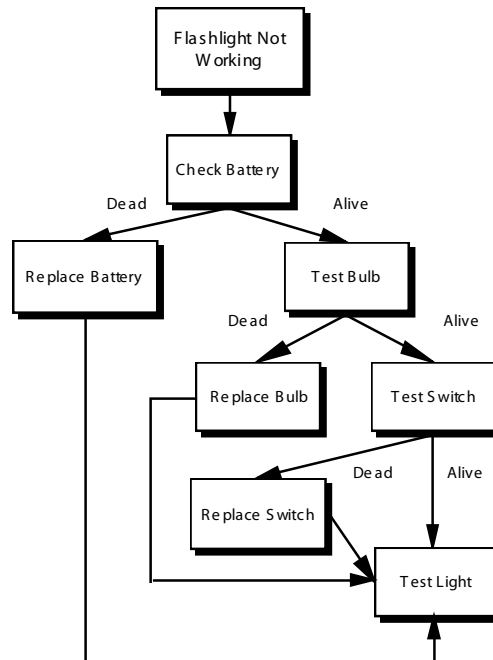 Flashlight Not
Working
Check Battery
Dead
Alive
Replace Battery
Test Bulb
Dead
Alive
Replace Bulb
Test Switch
Dead
Alive
Replace Switch
Test Light